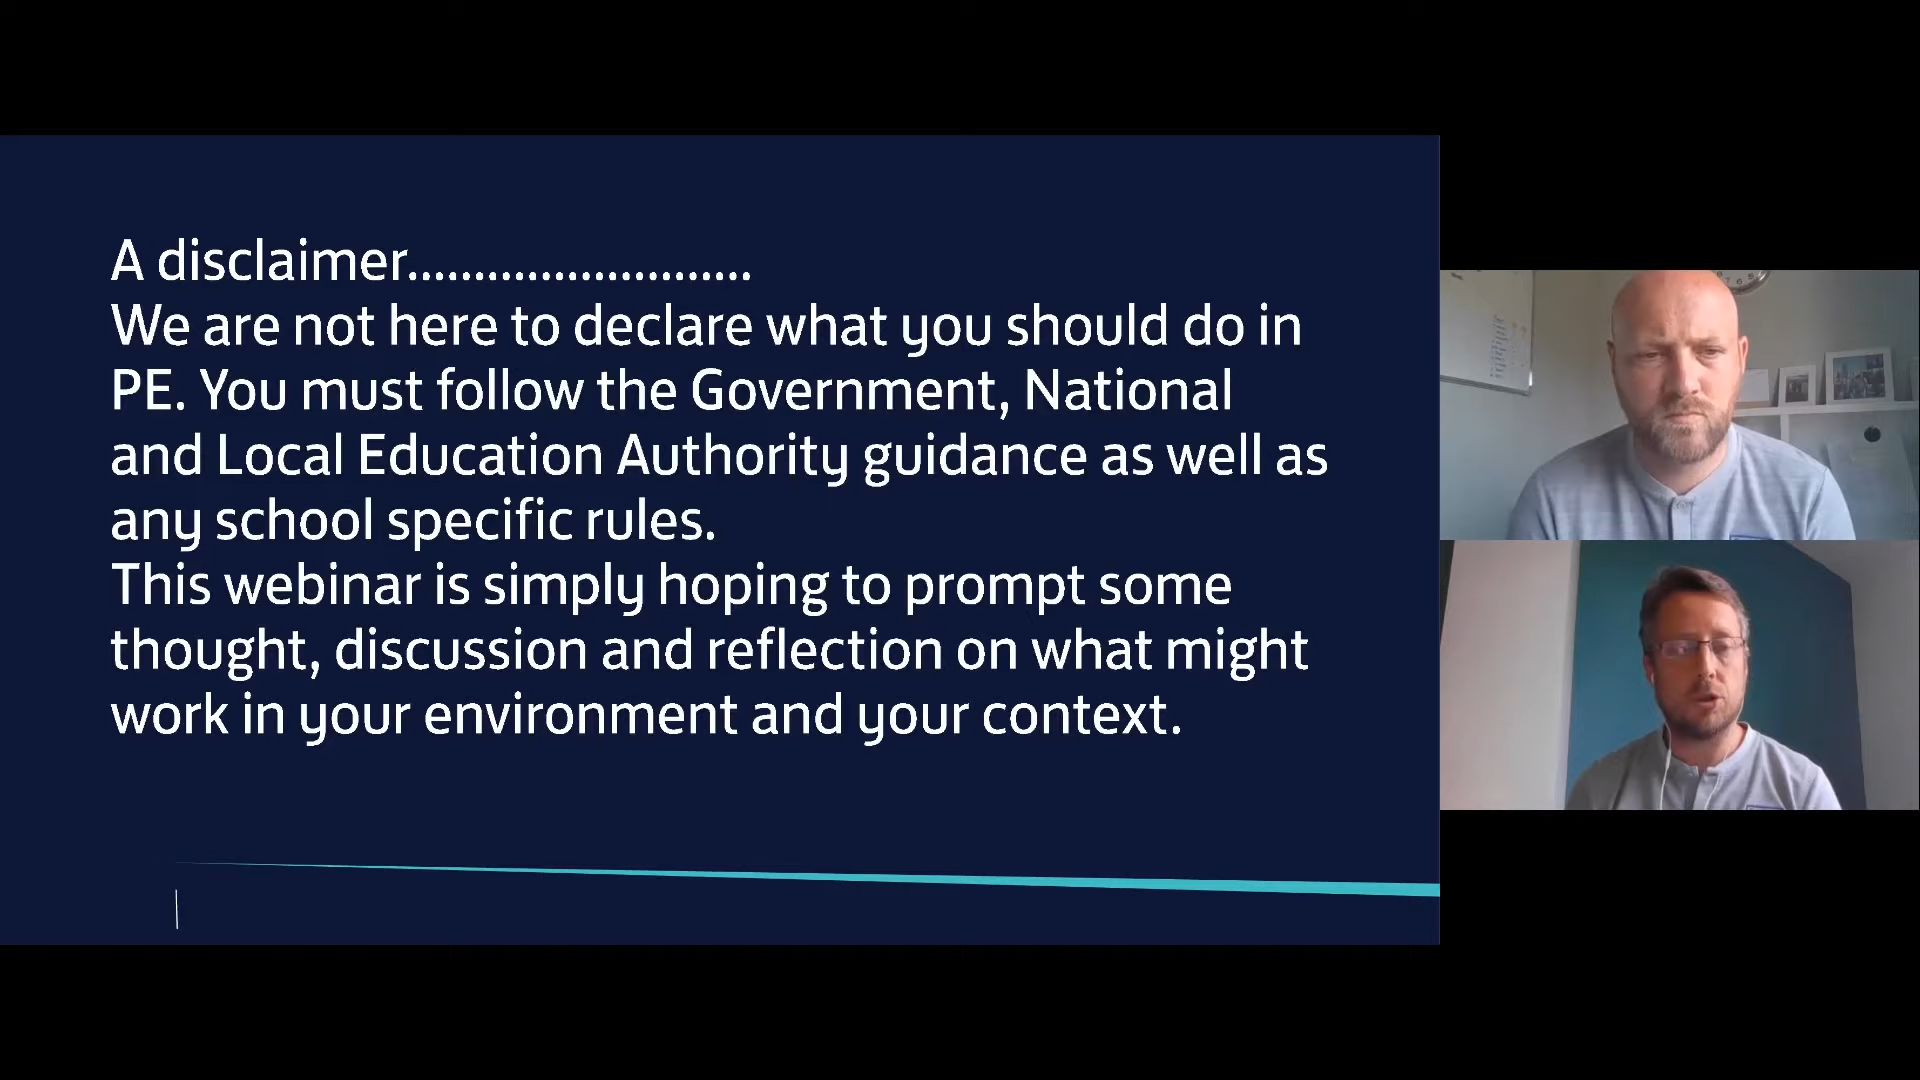 A disclaimer..........................
We are not here to declare what you should do in
PE. You must follow the Government, National
and Local Education Authority guidance as well as
any school specific rules.
This webinar is simply hoping to prompt some
thought, discussion and reflection on what might
work in your environment and your context.